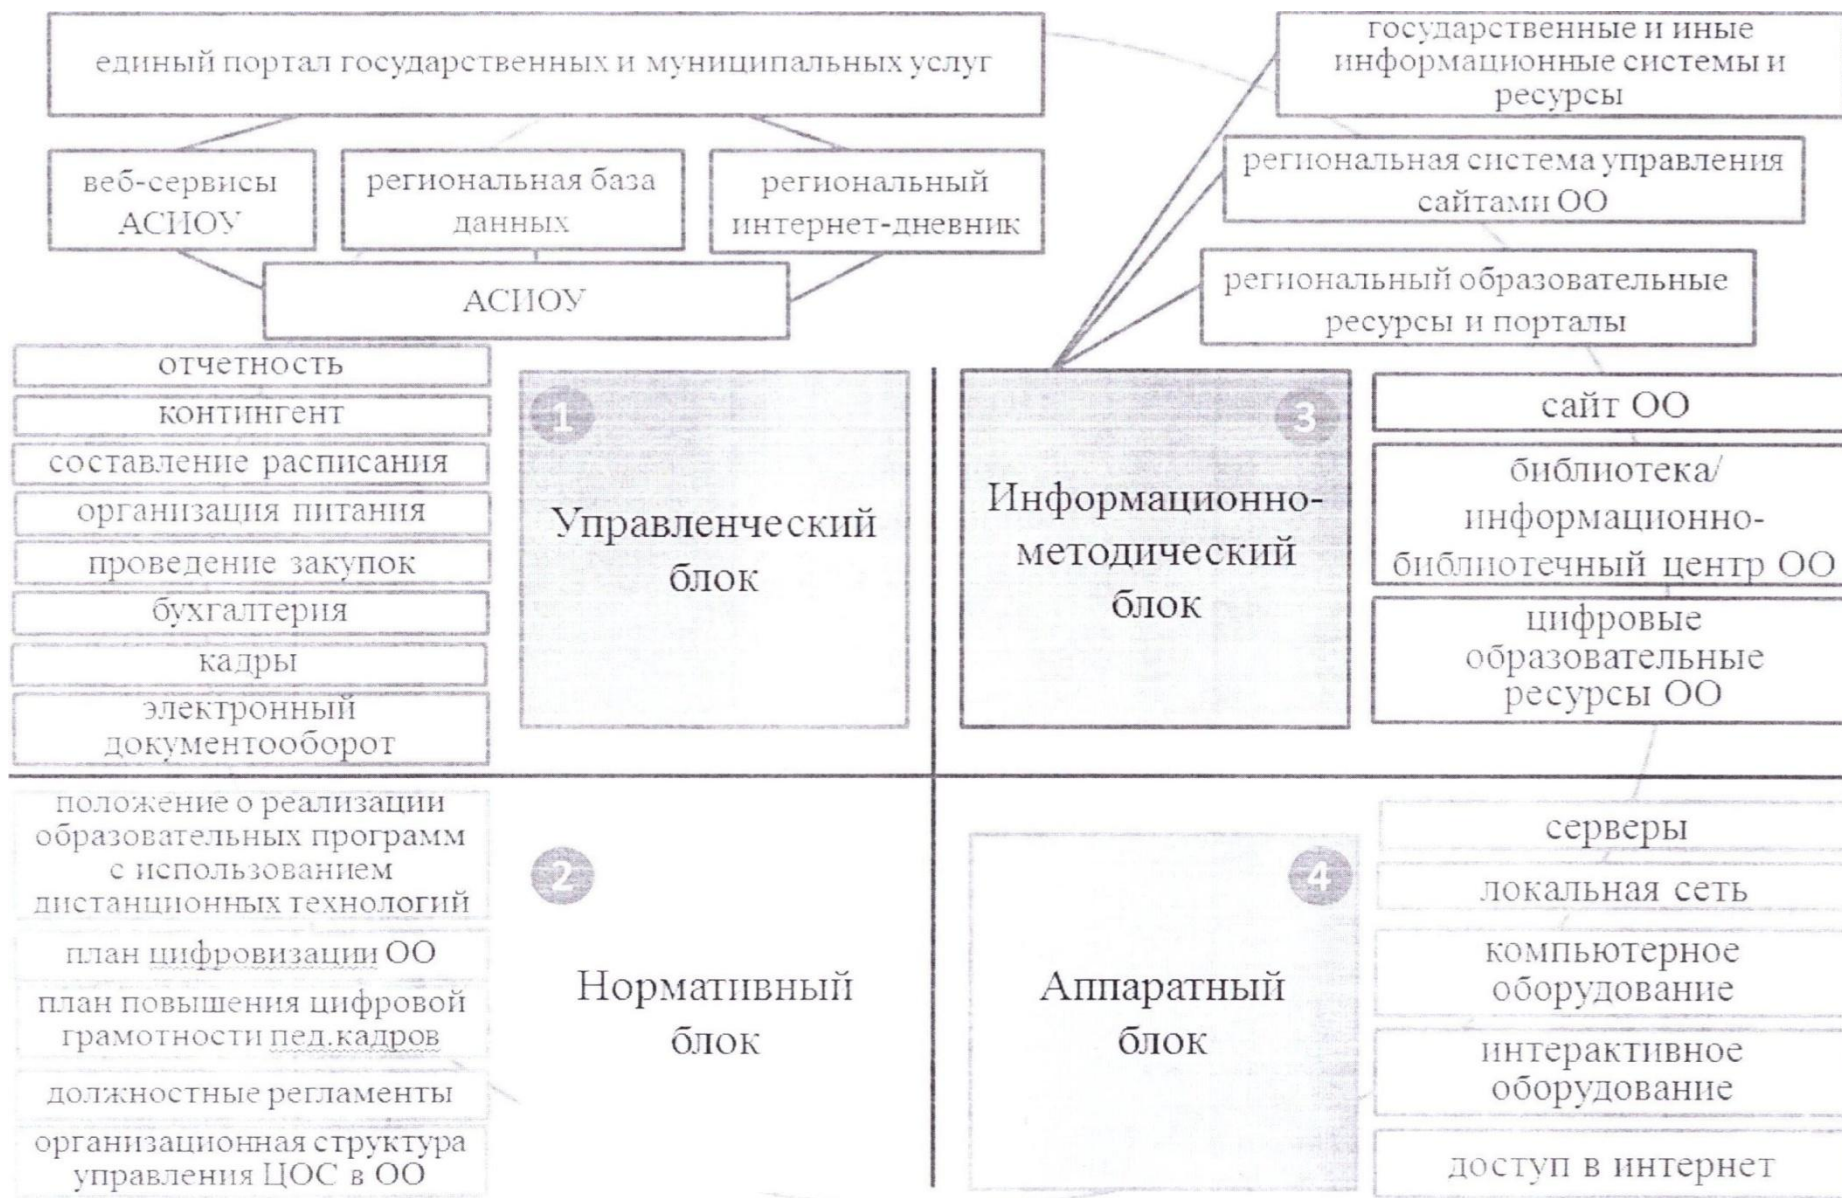 единый портал государственных и муниципальных услуг
веб-сервисы
АСИОУ
региональная база
данных
региональный
интернет-дневник
АСИОУ
государственные и иные
информационные системы и
ресурсы
региональная система управления
сайтами ОО
региональный образовательные
ресурсы и порталы
отчетность
контингент
составление расписания
организация питания
проведение закупок
бухгалтерия
кадры
электронный
документооборот
1
Управленческий
блок
3
Информационно-
методический
блок
сайт ОО
библиотека/
информационно-
библиотечный центр ОО
цифровые
образовательные
ресурсы ОО
положение о реализации
образовательных программ
с использованием
дистанционных технологий
план цифровизации ОО
план повышения цифровой
грамотности пед.кадров
должностные регламенты
организационная структура
управления ЦОС в ОО
2
Нормативный
блок
4
Аппаратный
блок
серверы
локальная сеть
компьютерное
оборудование
интерактивное
оборудование
доступ в интернет